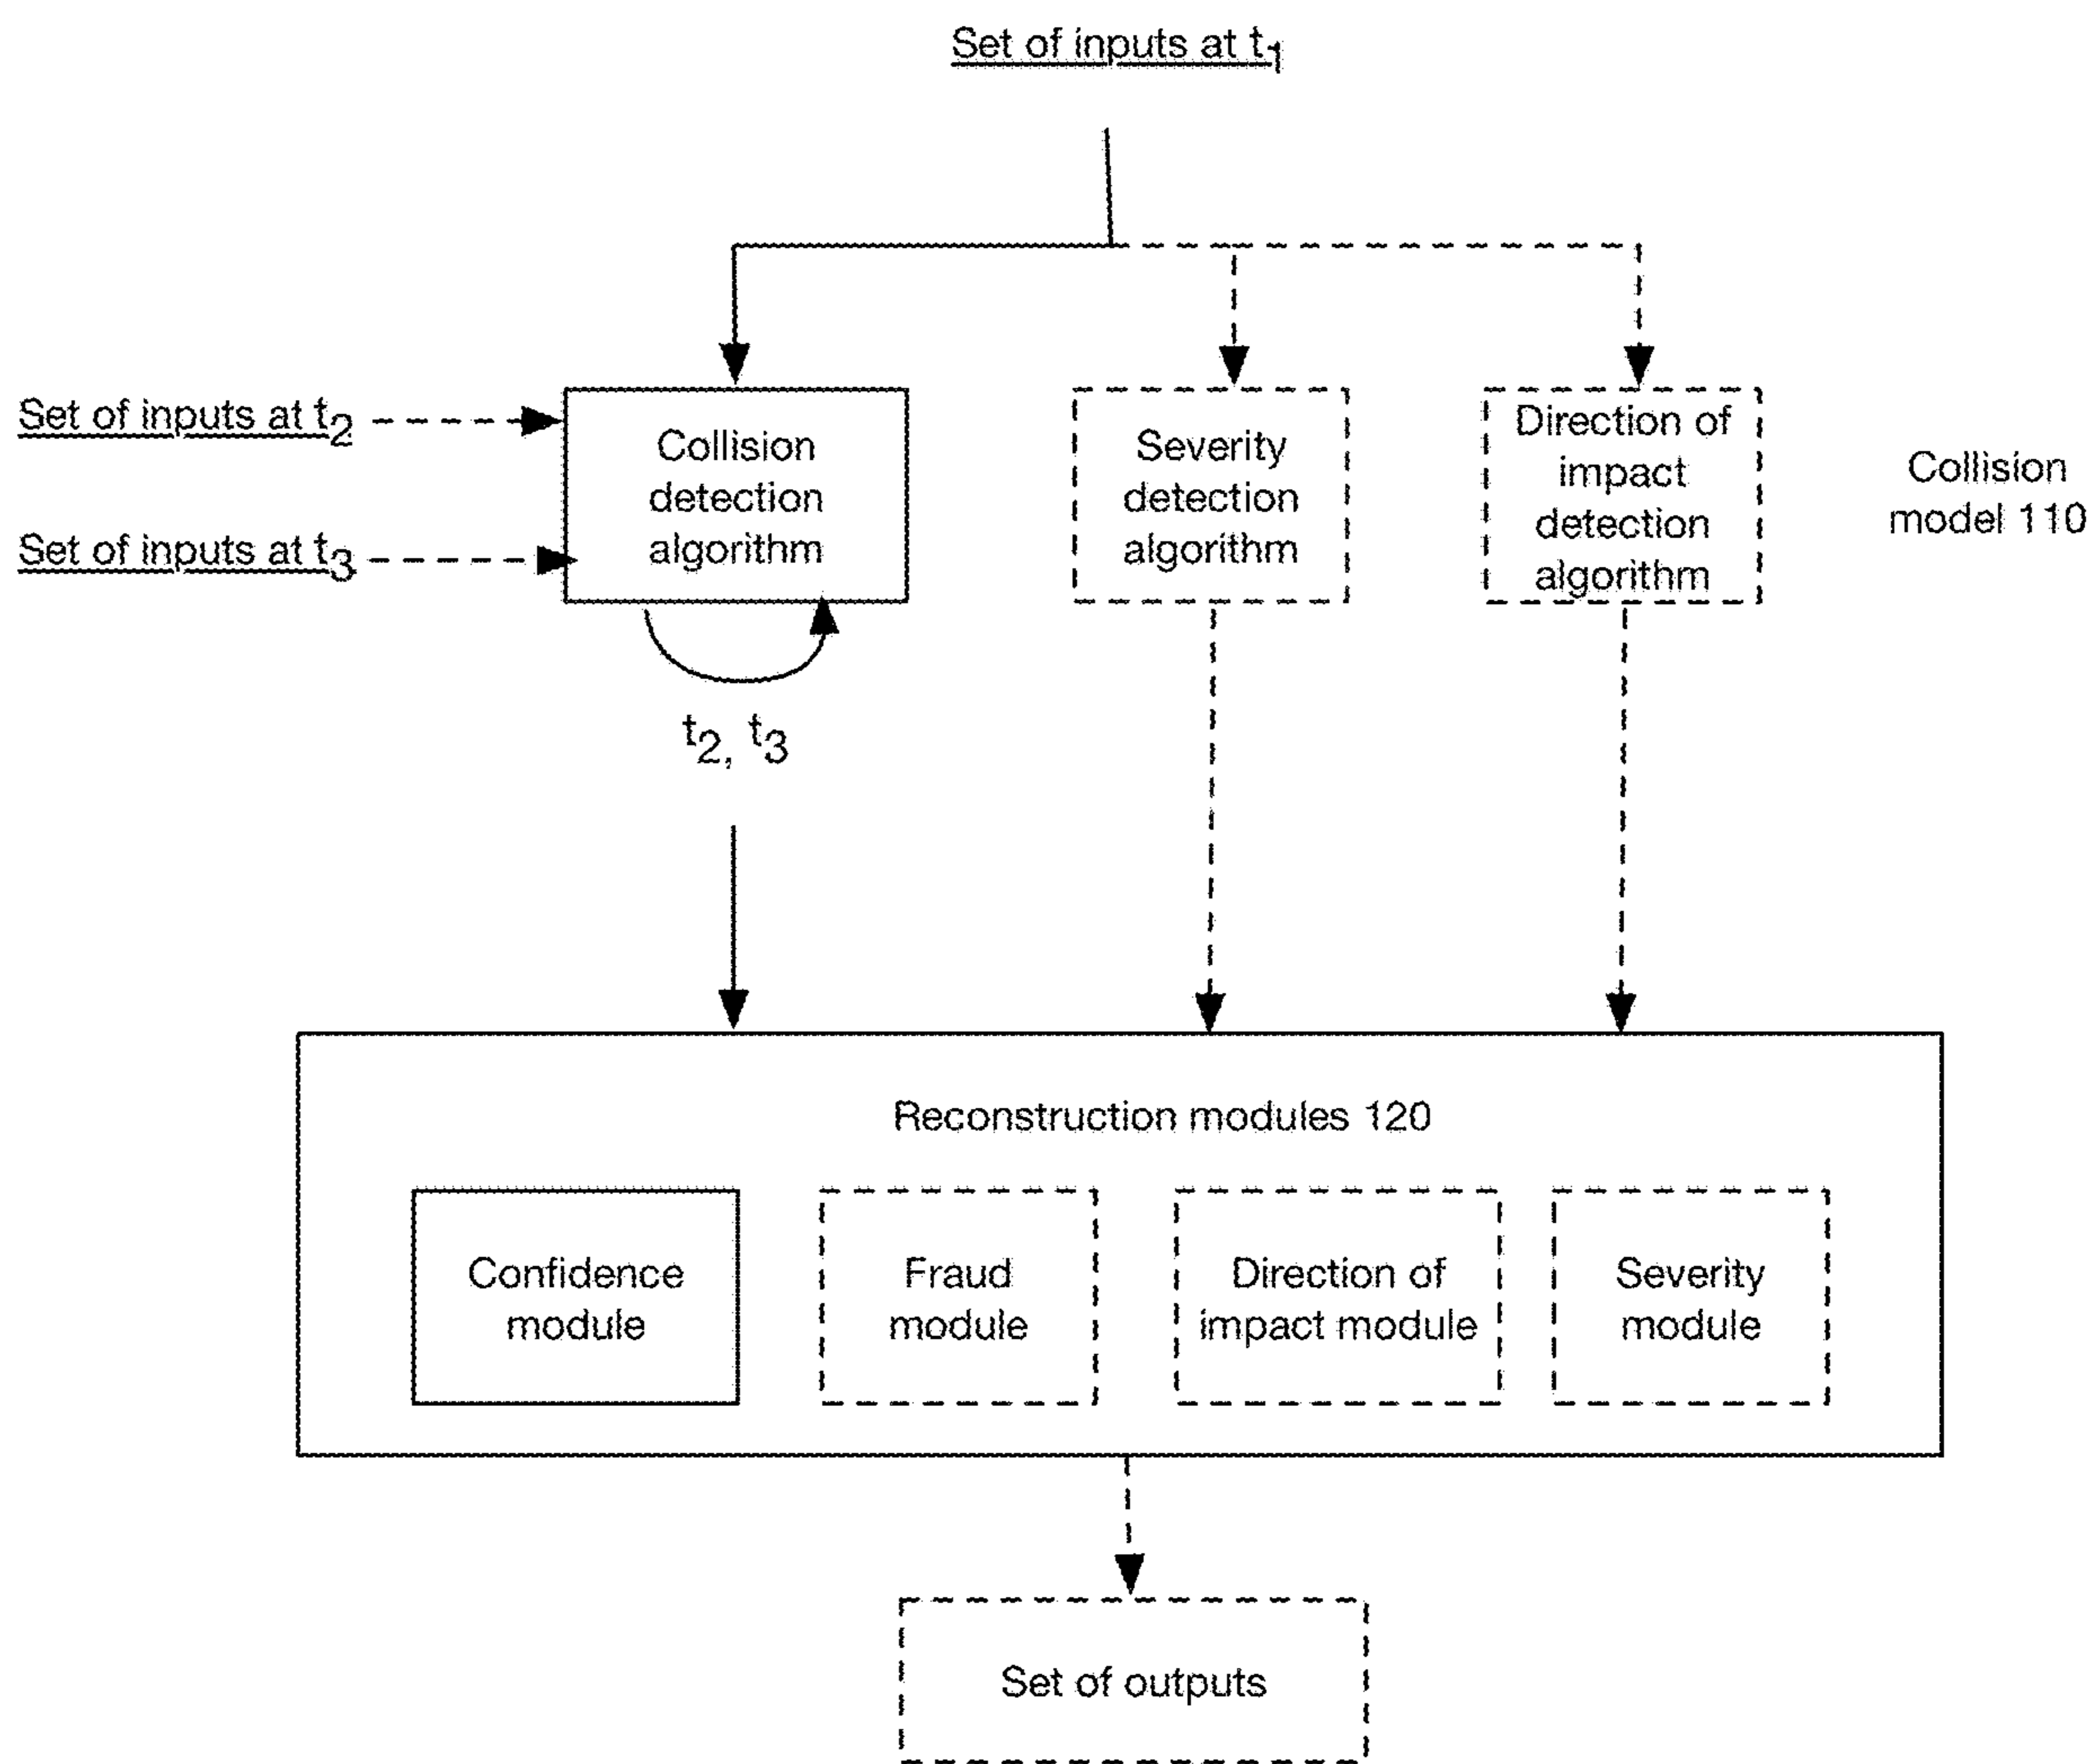 Set of inputs at t1
Set of inputs at t2
Set of inputs at t3
Collision
detection
algorithm
Severity
detection
algorithm
Direction of
impact
detection
algorithm
Collision
model 110
t2, t3
Reconstruction modules 120
Confidence
module
Fraud
module
Direction of
impact module
Severity
module
Set of outputs